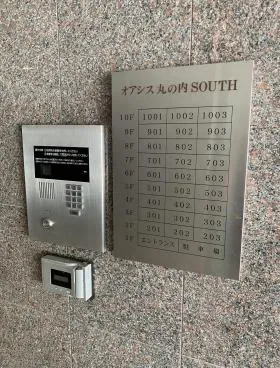 オアシス 丸の内 SOUTH
10F 1001 1002 1003
9F 901 902 903
8F 801 802 803
7F 701 702 703
6F 601 602 603
5F 501 502 503
4F 401 402 403
3F 301 302 303
2F 201 202 203
1F エントランス 駐車場